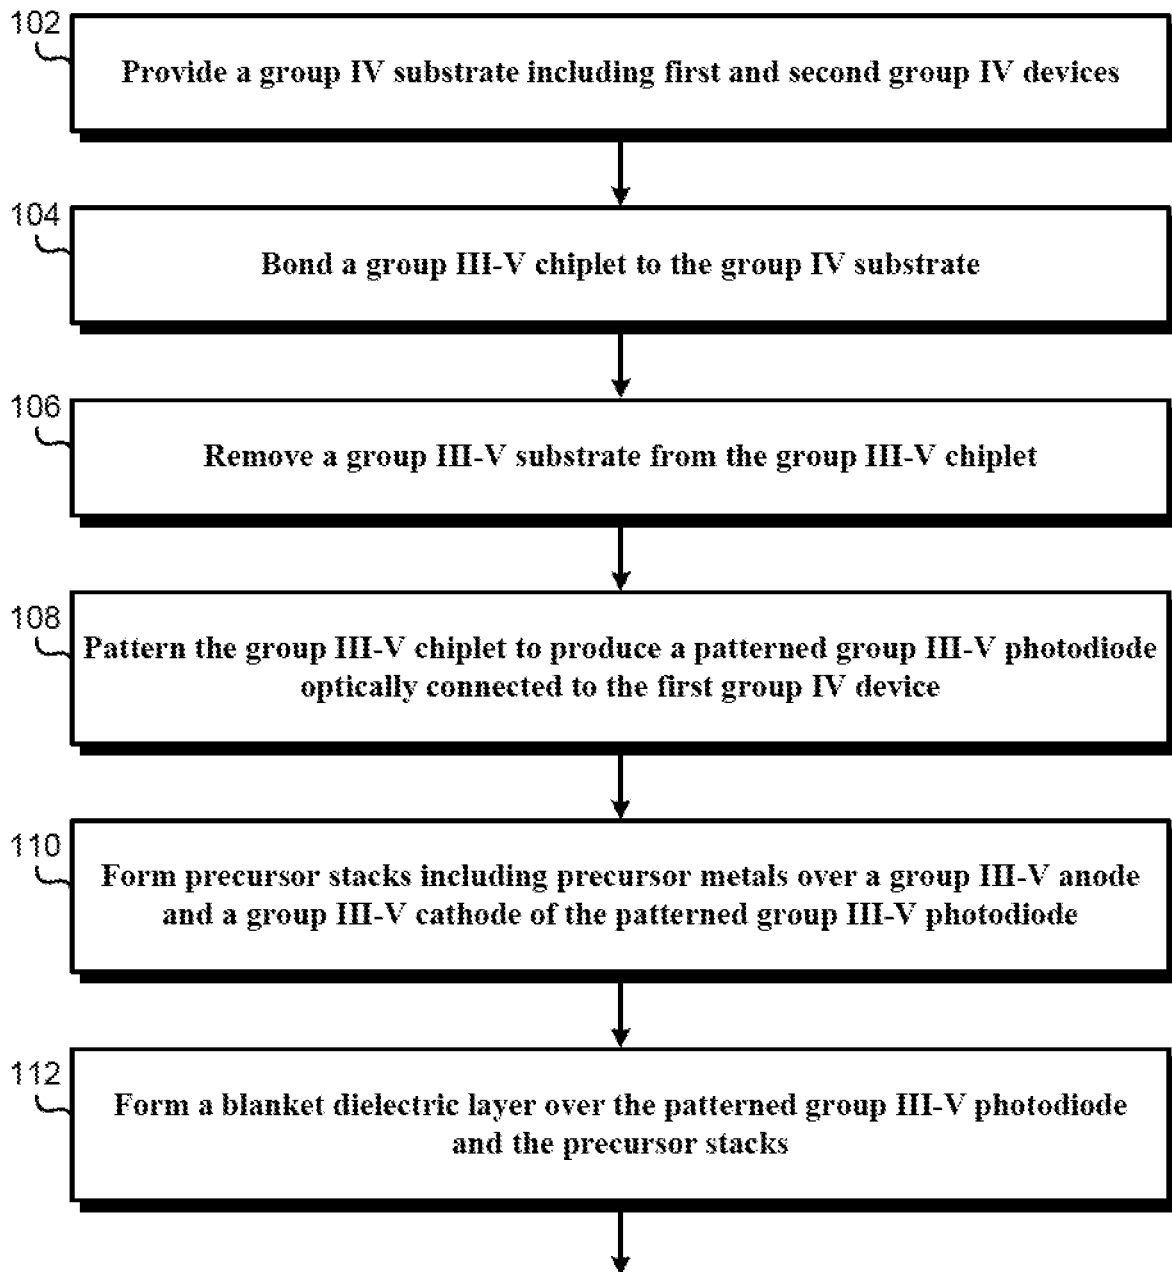 102
Provide a group IV substrate including first and second group IV devices
104
Bond a group III-V chiplet to the group IV substrate
106
Remove a group III-V substrate from the group III-V chiplet
108
Pattern the group III-V chiplet to produce a patterned group III-V photodiode
optically connected to the first group IV device
110
Form precursor stacks including precursor metals over a group III-V anode
and a group III-V cathode of the patterned group III-V photodiode
112
Form a blanket dielectric layer over the patterned group III-V photodiode
and the precursor stacks